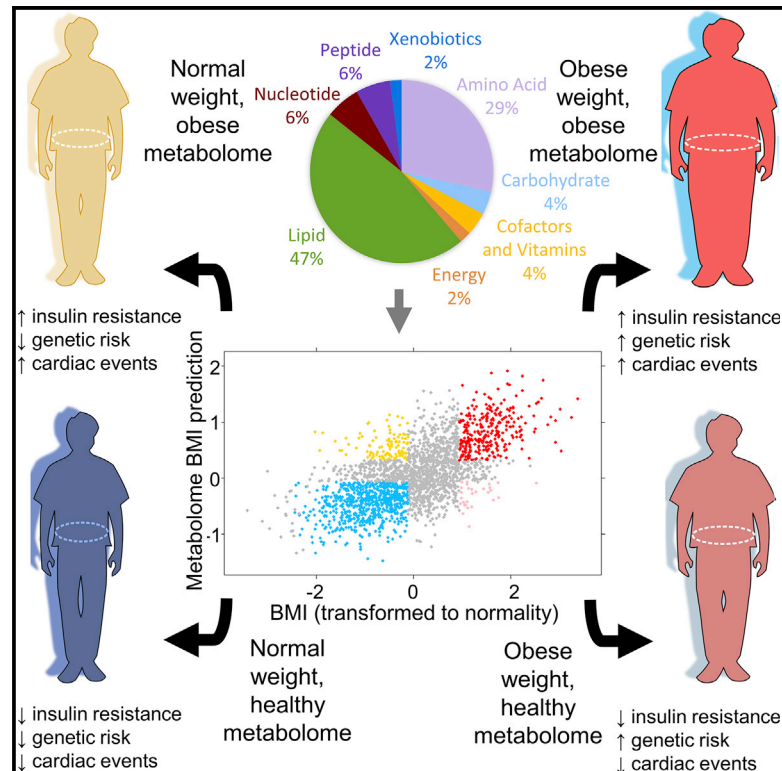 Normal
weight,
obese
metabolome
Peptide
6%
Xenobiotics
2%
Nucleotide
6%
Amino Acid
29%
Carbohydrate
4%
Cofactors
and Vitamins
4%
Energy
2%
Lipid
47%
Obese
weight,
obese
metabolome
↑ insulin resistance
↓ genetic risk
↑ cardiac events
↑ insulin resistance
↑ genetic risk
↑ cardiac events
Metabolome BMI prediction
2
1
0
-1
-2
0
2
BMI (transformed to normality)
Normal
weight,
healthy
metabolome
Obese
weight,
healthy
metabolome
↓ insulin resistance
↓ genetic risk
↓ cardiac events
↓ insulin resistance
↑ genetic risk
↓ cardiac events